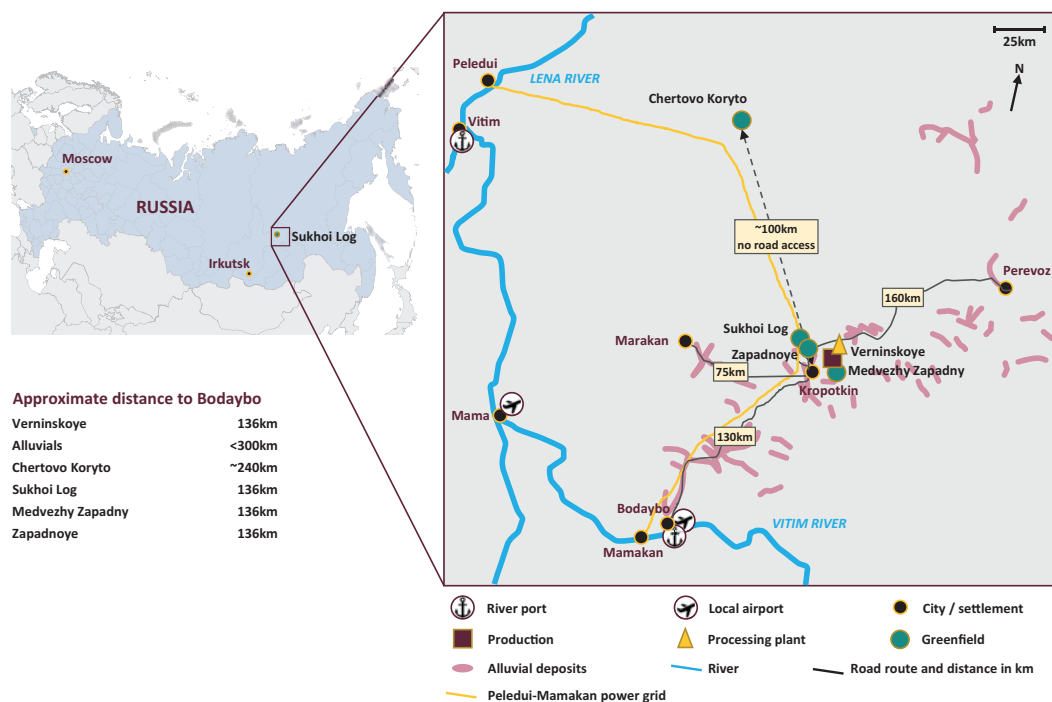 25km
N
Peledui
LENA RIVER
Chertovo Koryto
Vitim
Moscow
RUSSIA
Sukhoi Log
Irkutsk
~100km
no road access
Perevoz
160km
Sukhoi Log
Marakan
Zapadnoye
Verninskoye
75km
Medvezhy Zapadny
Kropotkin
Approximate distance to Bodaybo
Verninskoye 136km
Alluvials <300km
Chertovo Koryto ~240km
Sukhoi Log 136km
Medvezhy Zapadny 136km
Zapadnoye 136km
Mama
130km
Bodaybo
VITIM RIVER
Mamakan
River port
Local airport
City / settlement
Production
Processing plant
Greenfield
Alluvial deposits
River
Road route and distance in km
Peledui-Mamakan power grid